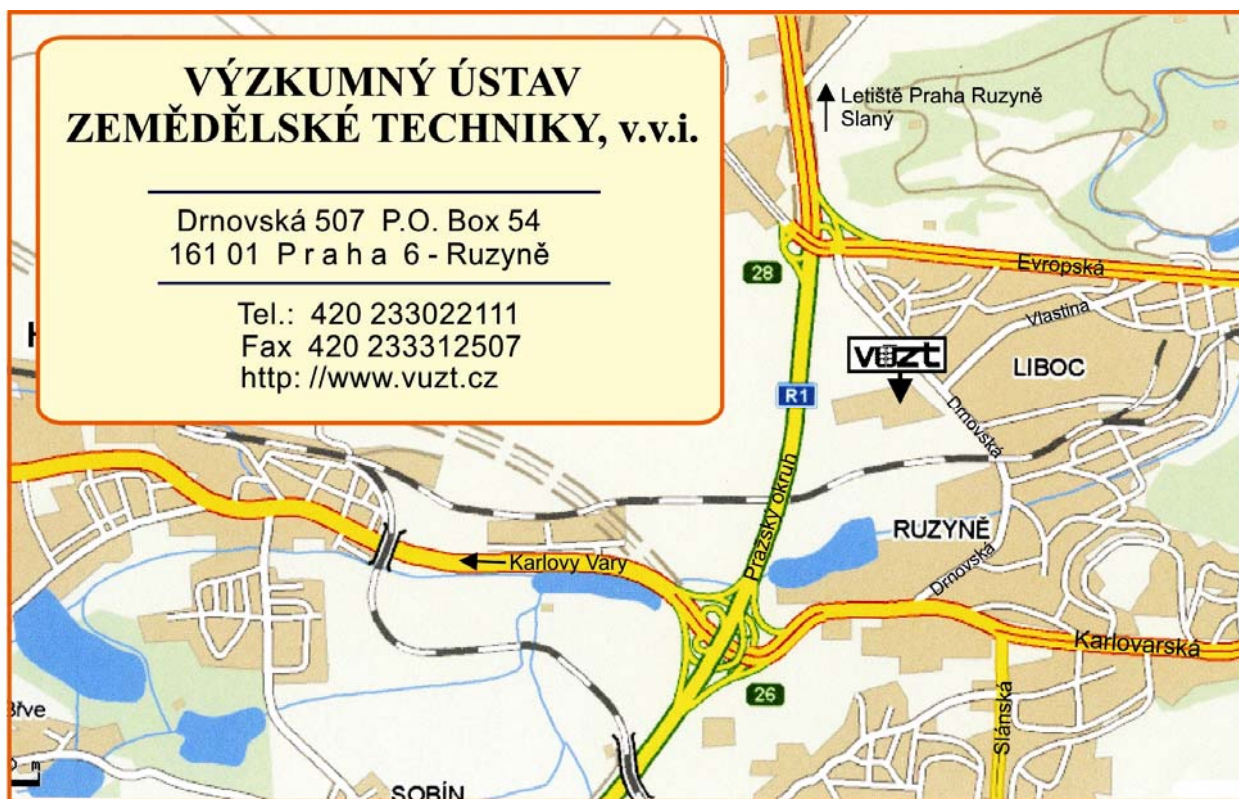 VÝZKUMNÝ ÚSTAV
ZEMĚDĚLSKÉ TECHNIKY, v.v.i.
Drnovská 507 P.O. Box 54
161 01 P r a h a 6 - Ruzyně
Tel.: 420 233022111
Fax 420 233312507
http: //www.vuzt.cz
Letiště Praha Ruzyně
Slaný
Evropská
28
Vlastina
vuzt
LIBOC
R1
Drnovská
Pražský okruh
RUZYNĚ
Karlovy Vary
Drnovská
Karlovarská
26
Slánská
SOBÍN